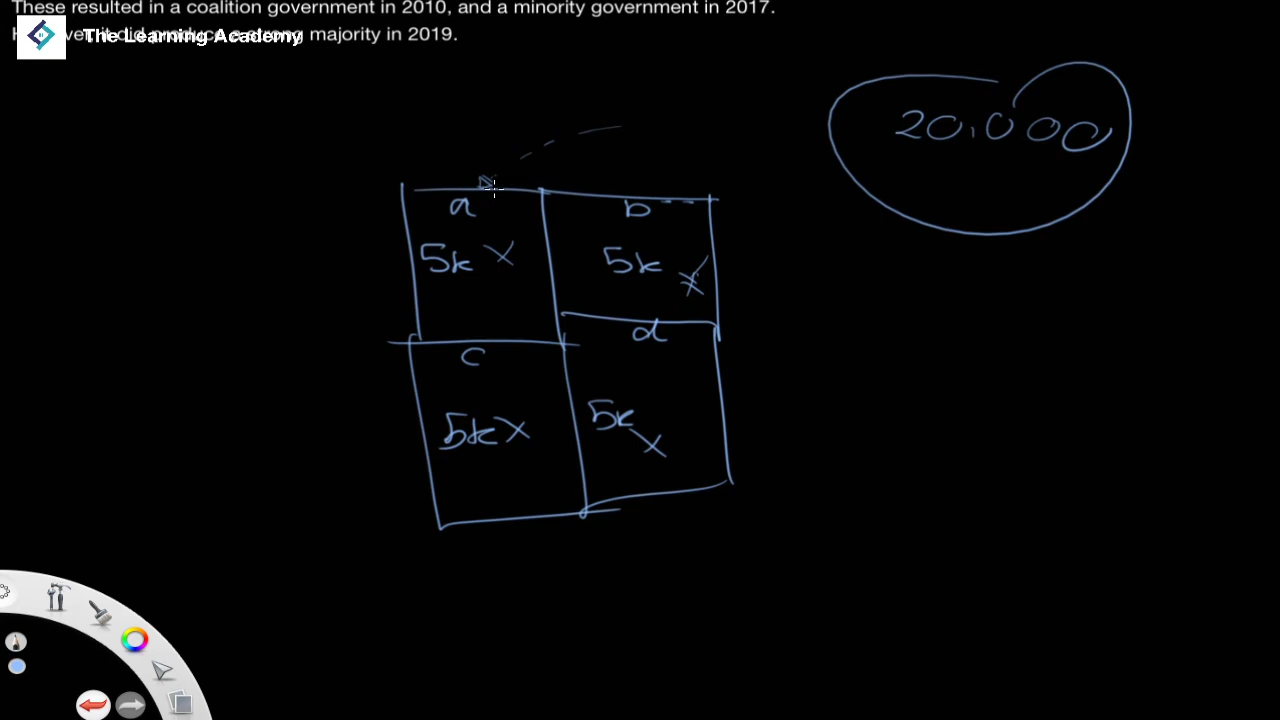 These resulted in a coalition government in 2010, and a minority government in 2017.
majority in 2019.
The Learning Academy
20,000
a
b
5k X
5k X
c
d
5k X
5k X